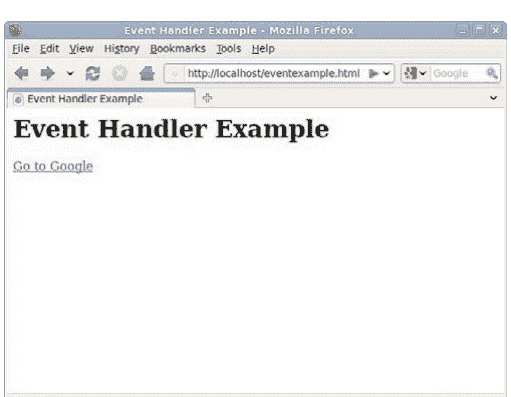 Event Handler Example - Mozilla Firefox
File Edit View History Bookmarks Tools Help
http://localhost/eventexample.html Google
Event Handler Example
Event Handler Example
Go to Google